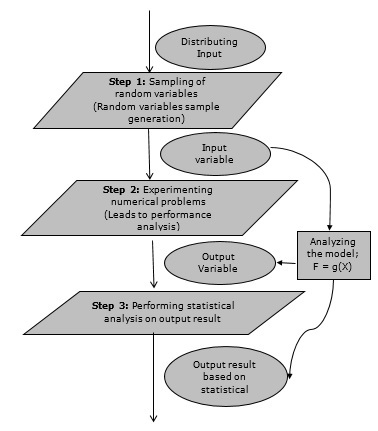 Distributing
Input
Step 1: Sampling of
random variables
(Random variables sample
generation)
Input
variable
Step 2: Experimenting
numerical problems
(Leads to performance
analysis)
Analyzing
the model;
F = g(X)
Output
Variable
Step 3: Performing statistical
analysis on output result
Output result
based on
statistical